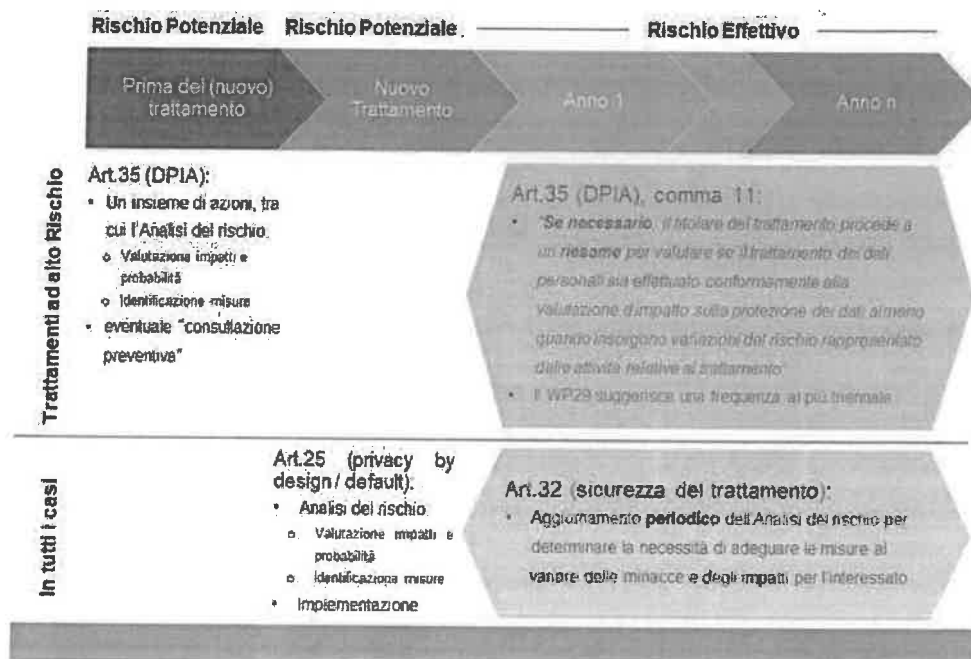 Rischio Potenziale
Rischio Potenziale
Rischio Effettivo
Prima del (nuovo)
trattamento
Nuovo
Trattamento
Anno 1
Anno n
Trattamenti ad alto Rischio
Art.35 (DPIA):
• Un insieme di azioni, tra
cui l'Analisi del rischio
o Valutazione impatti e
probabilità
o Identificazione misure
• eventuale "consultazione
preventiva"
Art.35 (DPIA), comma 11:
• "Se necessario, il titolare del trattamento procede a
un riesame per valutare se il trattamento dei dati
personali sia effettuato conformemente alla
valutazione d'impatto sulla protezione dei dati almeno
quando insorgono variazioni del rischio rappresentato
dalle attività relative al trattamento"
• Il WP29 suggerisce una frequenza al più triennale
In tutti i casi
Art.25 (privacy by
design / default):
• Analisi del rischio
o Valutazione impatti e
probabilità
o Identificazione misure
• Implementazione
Art.32 (sicurezza del trattamento):
• Aggiornamento periodico dell'Analisi del rischio per
determinare la necessità di adeguare le misure al
variare delle minacce e degli impatti per l'interessato